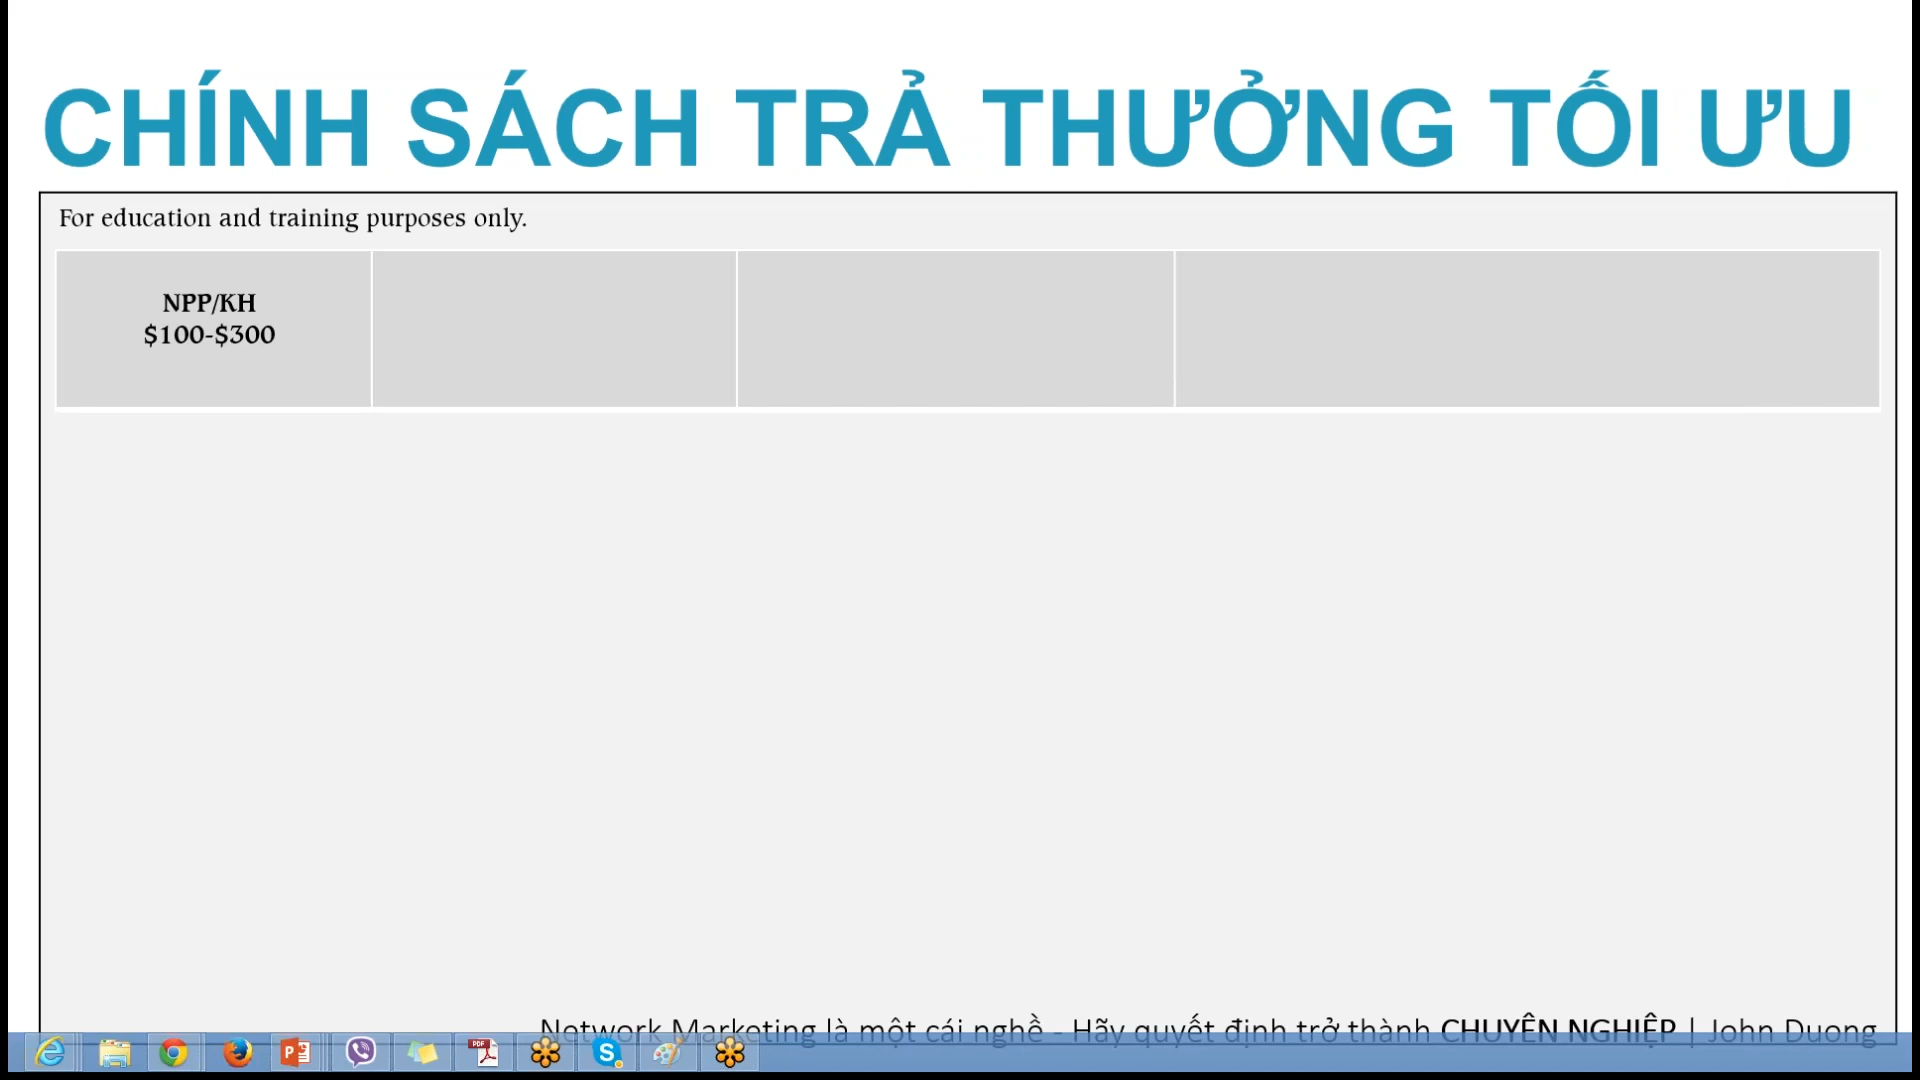 CHÍNH SÁCH TRẢ THƯỞNG TỐI ƯU
For education and training purposes only.
NPP/KH
$100-$300
Network Marketing là một cái nghề - Hãy quyết định trở thành CHUYÊN NGHIỆP | John Duong